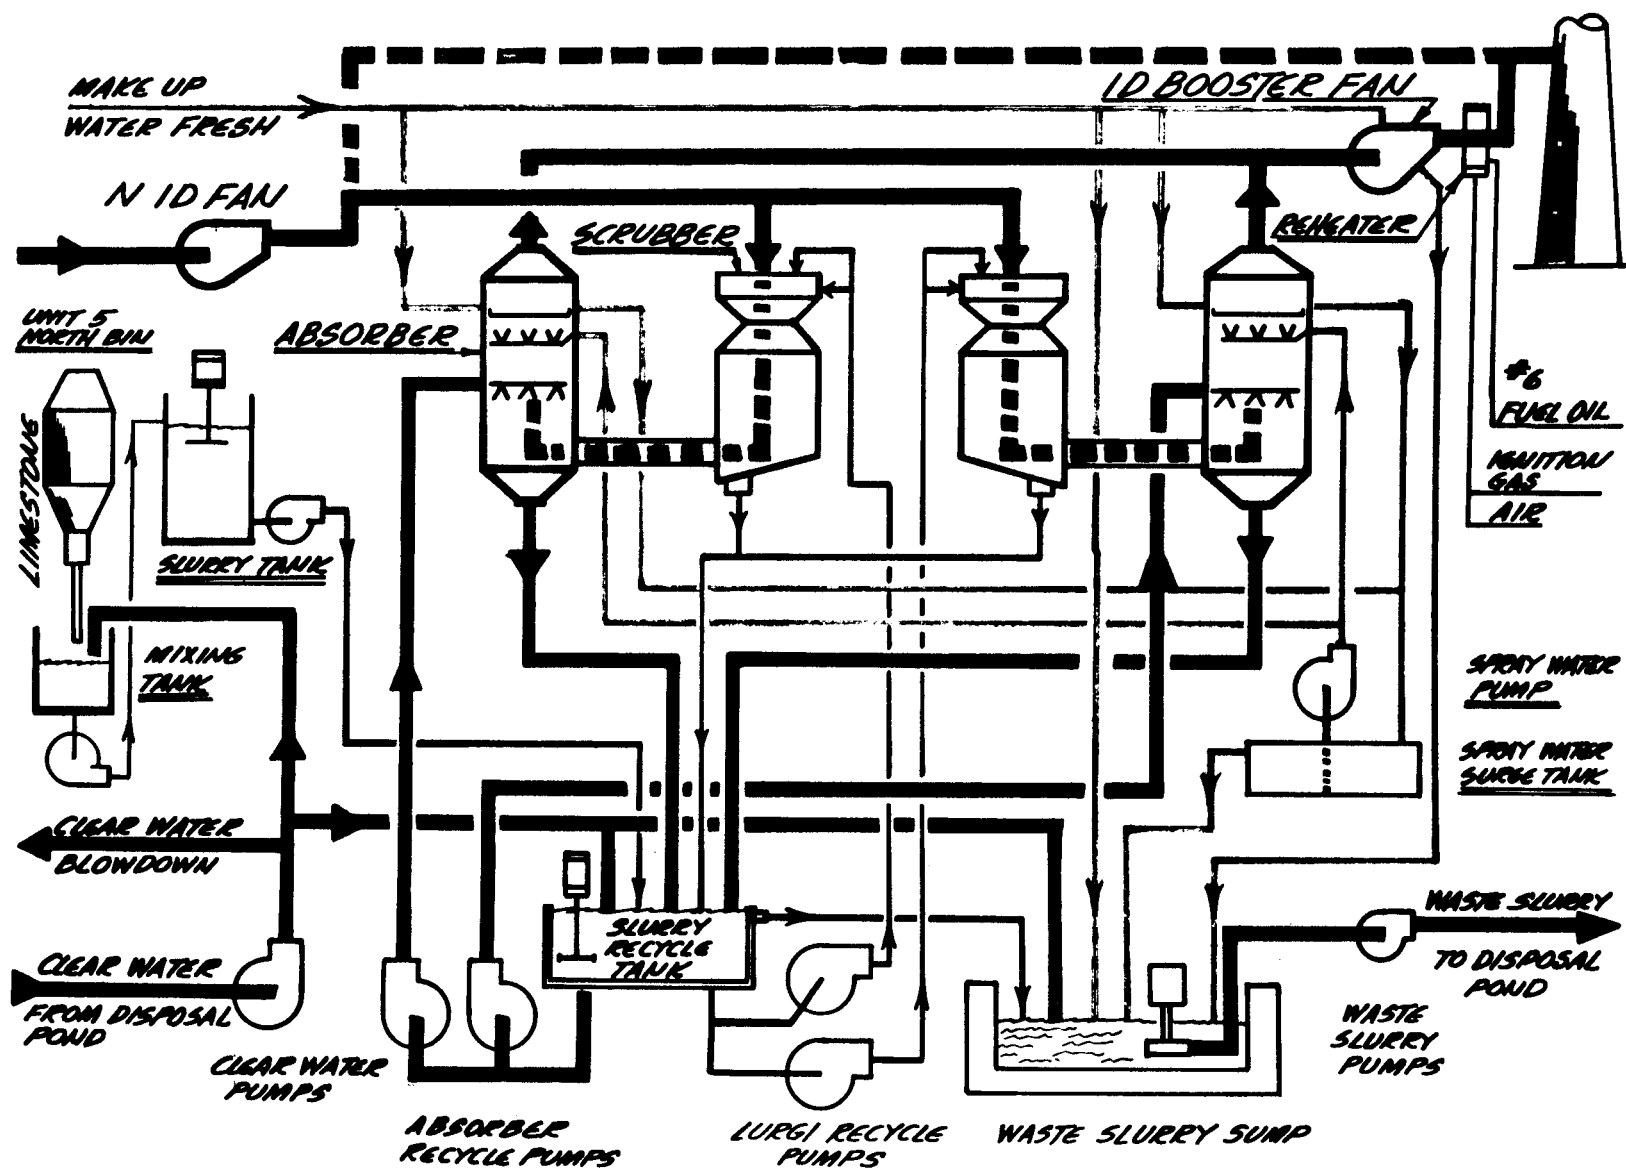 MAKE UP
WATER FRESH
ID BOOSTER FAN
N ID FAN
SCRUBBER
REHEATER
UNIT 5
NORTH BIN
ABSORBER
LIMESTONE
#6
FUEL OIL
IGNITION
GAS
AIR
SLURRY TANK
MIXING
TANK
SPRAY WATER
PUMP
SPRAY WATER
SURGE TANK
CLEAR WATER
BLOWDOWN
CLEAR WATER
FROM DISPOSAL
POND
SLURRY
RECYCLE
TANK
WASTE SLURRY
TO DISPOSAL
POND
WASTE
SLURRY
PUMPS
CLEAR WATER
PUMPS
ABSORBER
RECYCLE PUMPS
LURGI RECYCLE
PUMPS
WASTE SLURRY SUMP